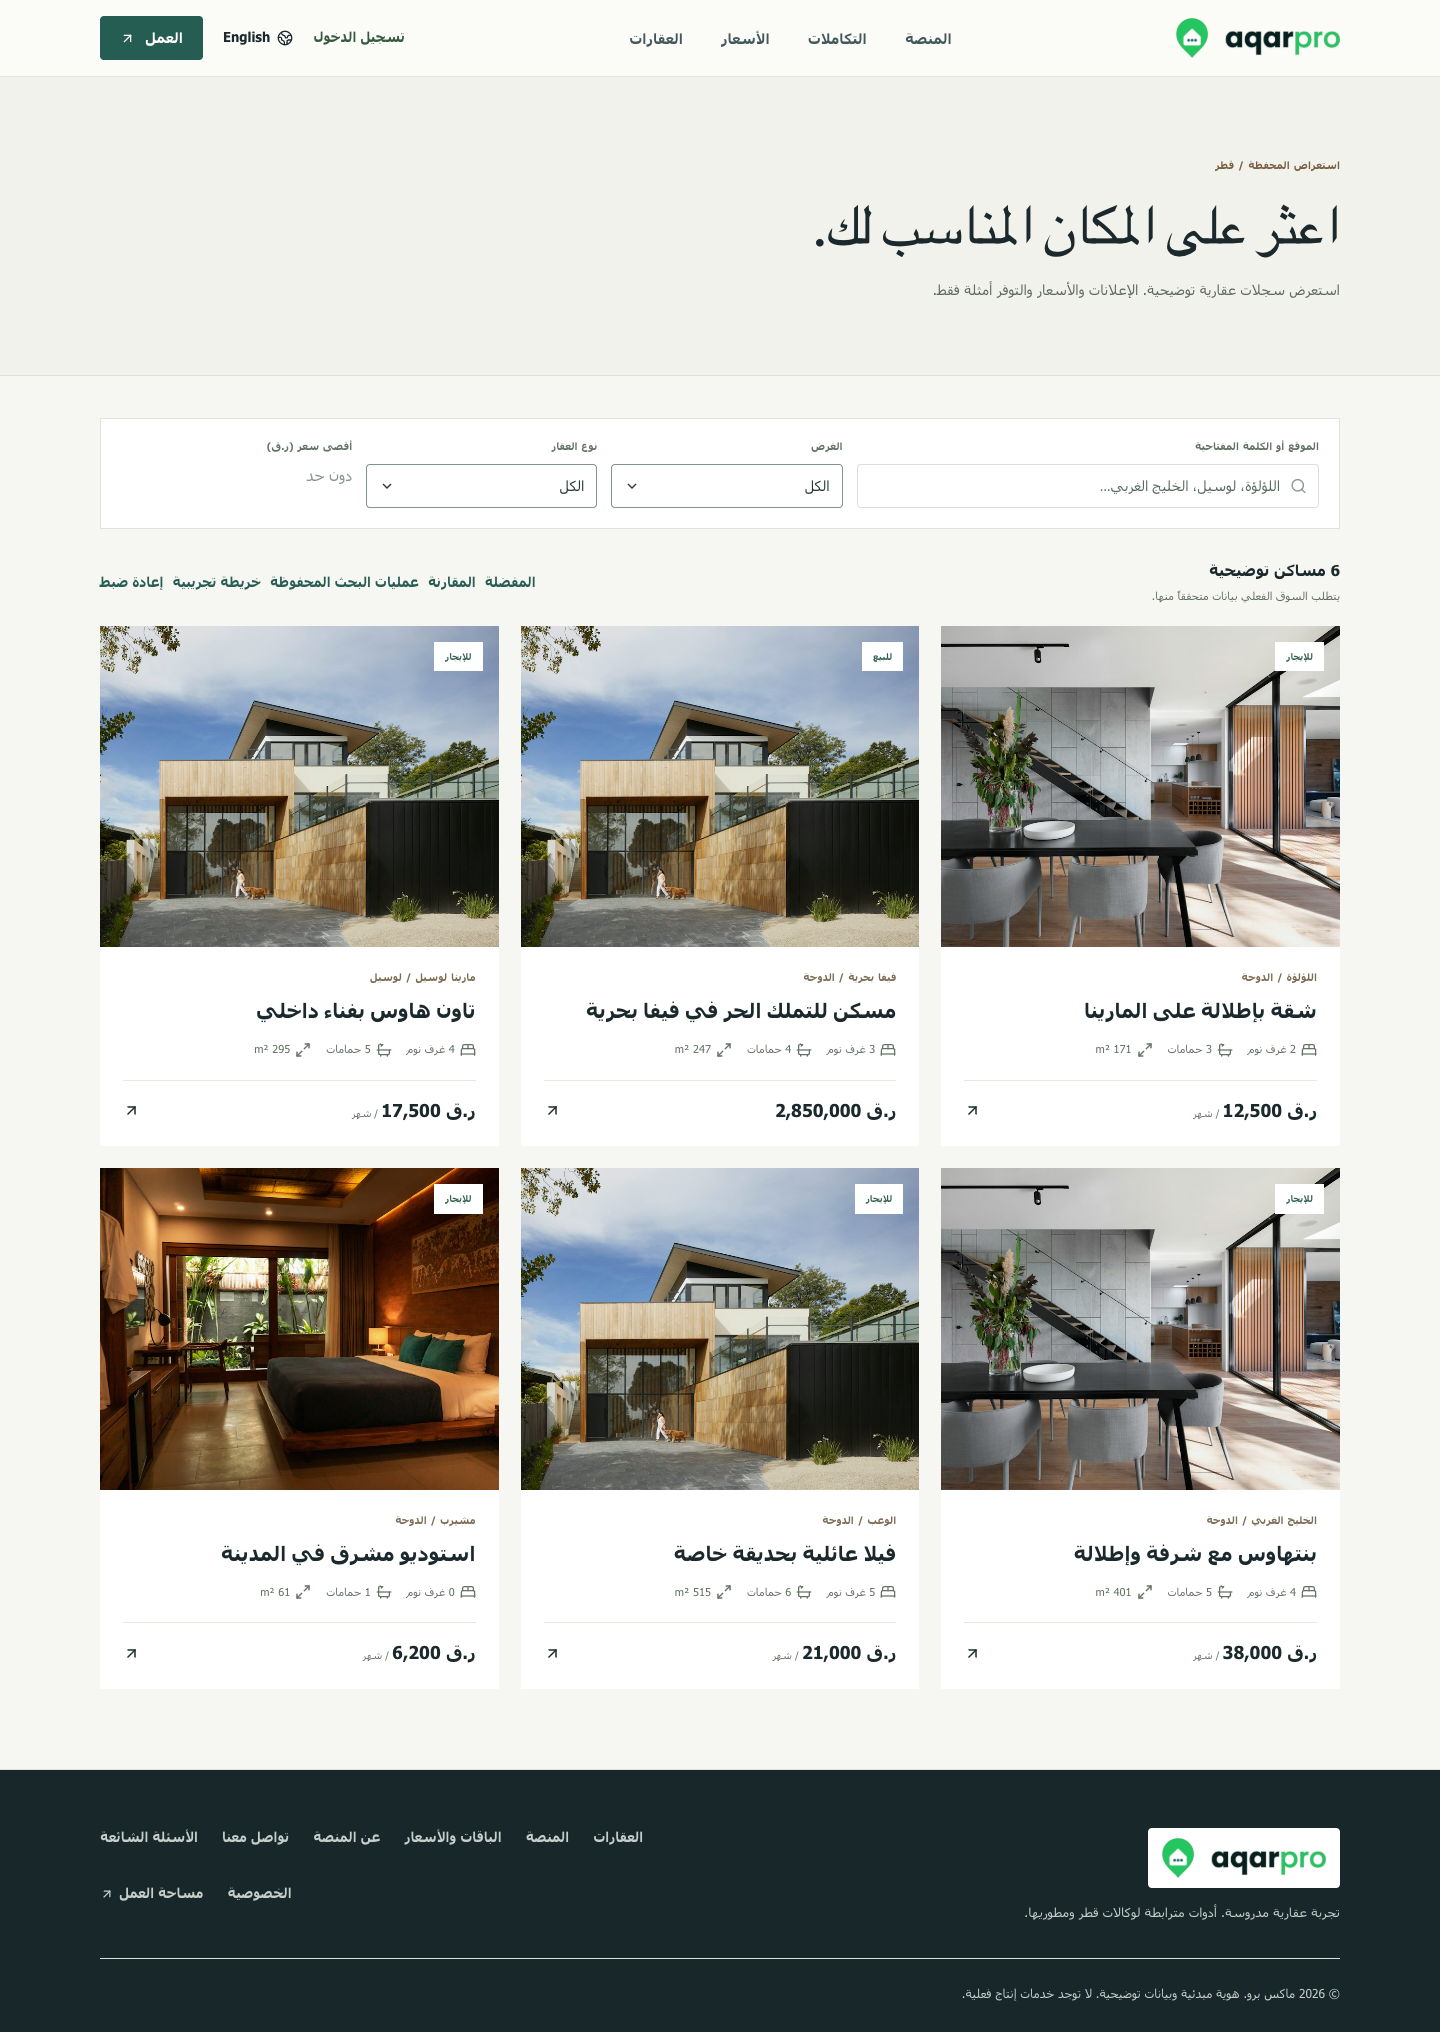 aqarpro
المنصة التكاملات الأسعار العقارات
تسجيل الدخول English العمل
استعراض المحفظة / قطر
اعثر على المكان المناسب لك.
استعرض سجلات عقارية توضيحية. الإعلانات والأسعار والتوفر أمثلة فقط.
الموقع أو الكلمة المفتاحية الغرض نوع العقار أقصى سعر (ر.ق)
اللؤلؤة، لوسيل، الخليج الغربي... الكل الكل دون حد
6 مساكن توضيحية
يتطلب السوق الفعلي بيانات متحققاً منها.
المفضلة المقارنة عمليات البحث المحفوظة خريطة تجريبية إعادة ضبط
للإيجار
اللؤلؤة / الدوحة
شقة بإطلالة على المارينا
2 غرف نوم 3 حمامات 171 m²
ر.ق 12,500 / شهر
للبيع
فيفا بحرية / الدوحة
مسكن للتملك الحر في فيفا بحرية
3 غرف نوم 4 حمامات 247 m²
ر.ق 2,850,000
للإيجار
مارينا لوسيل / لوسيل
تاون هاوس بفناء داخلي
4 غرف نوم 5 حمامات 295 m²
ر.ق 17,500 / شهر
للإيجار
الخليج الغربي / الدوحة
بنتهاوس مع شرفة وإطلالة
4 غرف نوم 5 حمامات 401 m²
ر.ق 38,000 / شهر
للإيجار
الوعب / الدوحة
فيلا عائلية بحديقة خاصة
5 غرف نوم 6 حمامات 515 m²
ر.ق 21,000 / شهر
للإيجار
مشيرب / الدوحة
استوديو مشرق في المدينة
0 غرف نوم 1 حمامات 61 m²
ر.ق 6,200 / شهر
aqarpro
تجربة عقارية مدروسة. أدوات مترابطة لوكالات قطر ومطوريها.
العقارات المنصة الباقات والأسعار عن المنصة تواصل معنا الأسئلة الشائعة
الخصوصية مساحة العمل
© 2026 ماكس برو. هوية مبدئية وبيانات توضيحية. لا توجد خدمات إنتاج فعلية.